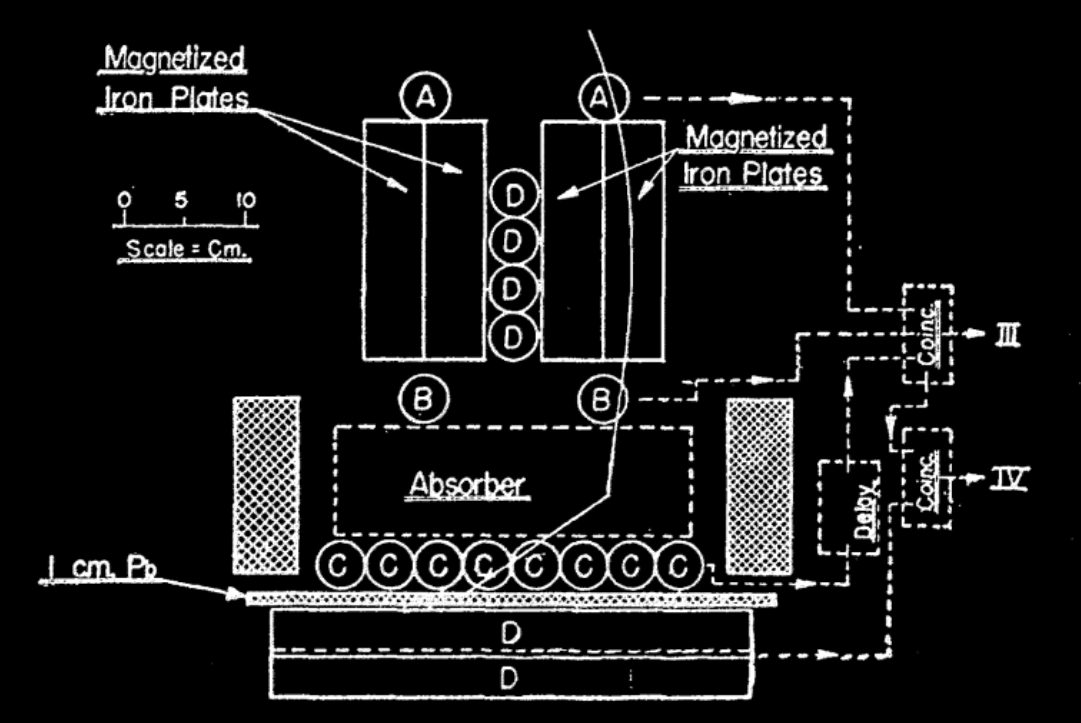 Magnetized
Iron Plates
A
A
Magnetized
Iron Plates
0 5 10
Scale = Cm.
D
D
D
D
Coinc.
III
B
B
Absorber
Delay
Coinc.
IV
1 cm. Pb
C C C C C C C C
D
D